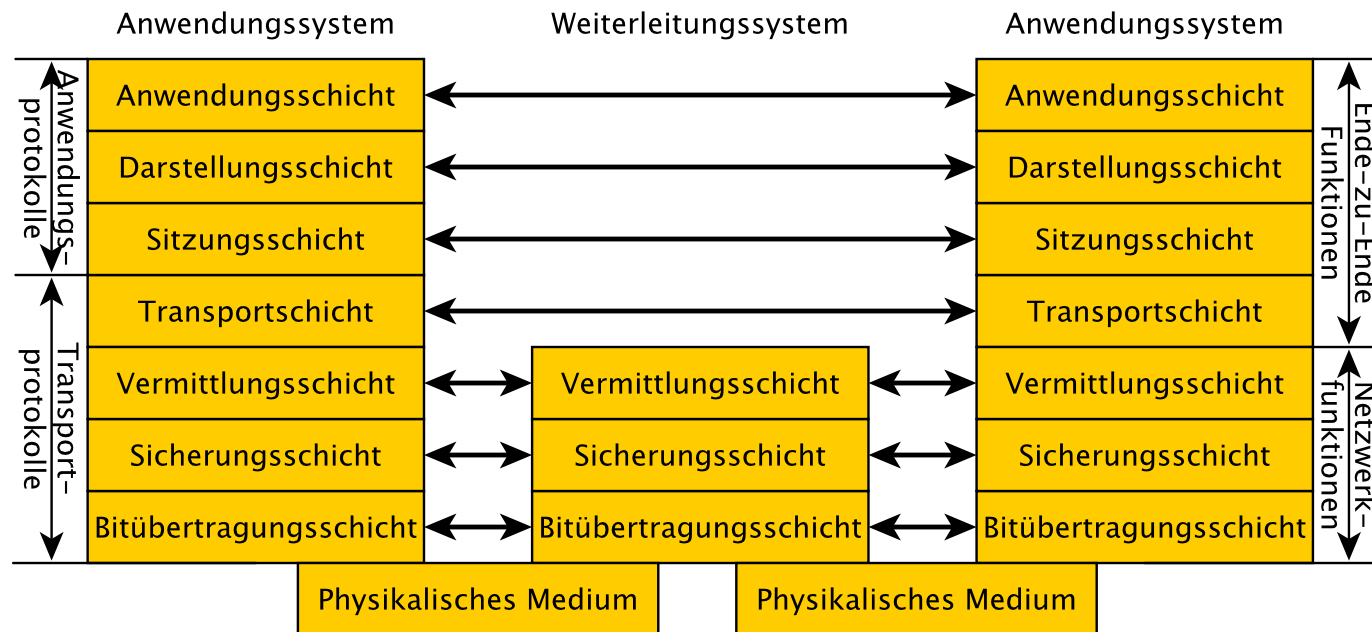 Anwendungssystem Weiterleitungssystem Anwendungssystem
Anwendungs-
protokolle
Anwendungsschicht Anwendungsschicht
Darstellungsschicht Darstellungsschicht
Sitzungsschicht Sitzungsschicht
Ende-zu-Ende
Funktionen
Transportschicht Transportschicht
Transport-
protokolle
Vermittlungsschicht Vermittlungsschicht Vermittlungsschicht
Sicherungsschicht Sicherungsschicht Sicherungsschicht
Bitübertragungsschicht Bitübertragungsschicht Bitübertragungsschicht
Netzwerk-
funktionen
Physikalisches Medium Physikalisches Medium